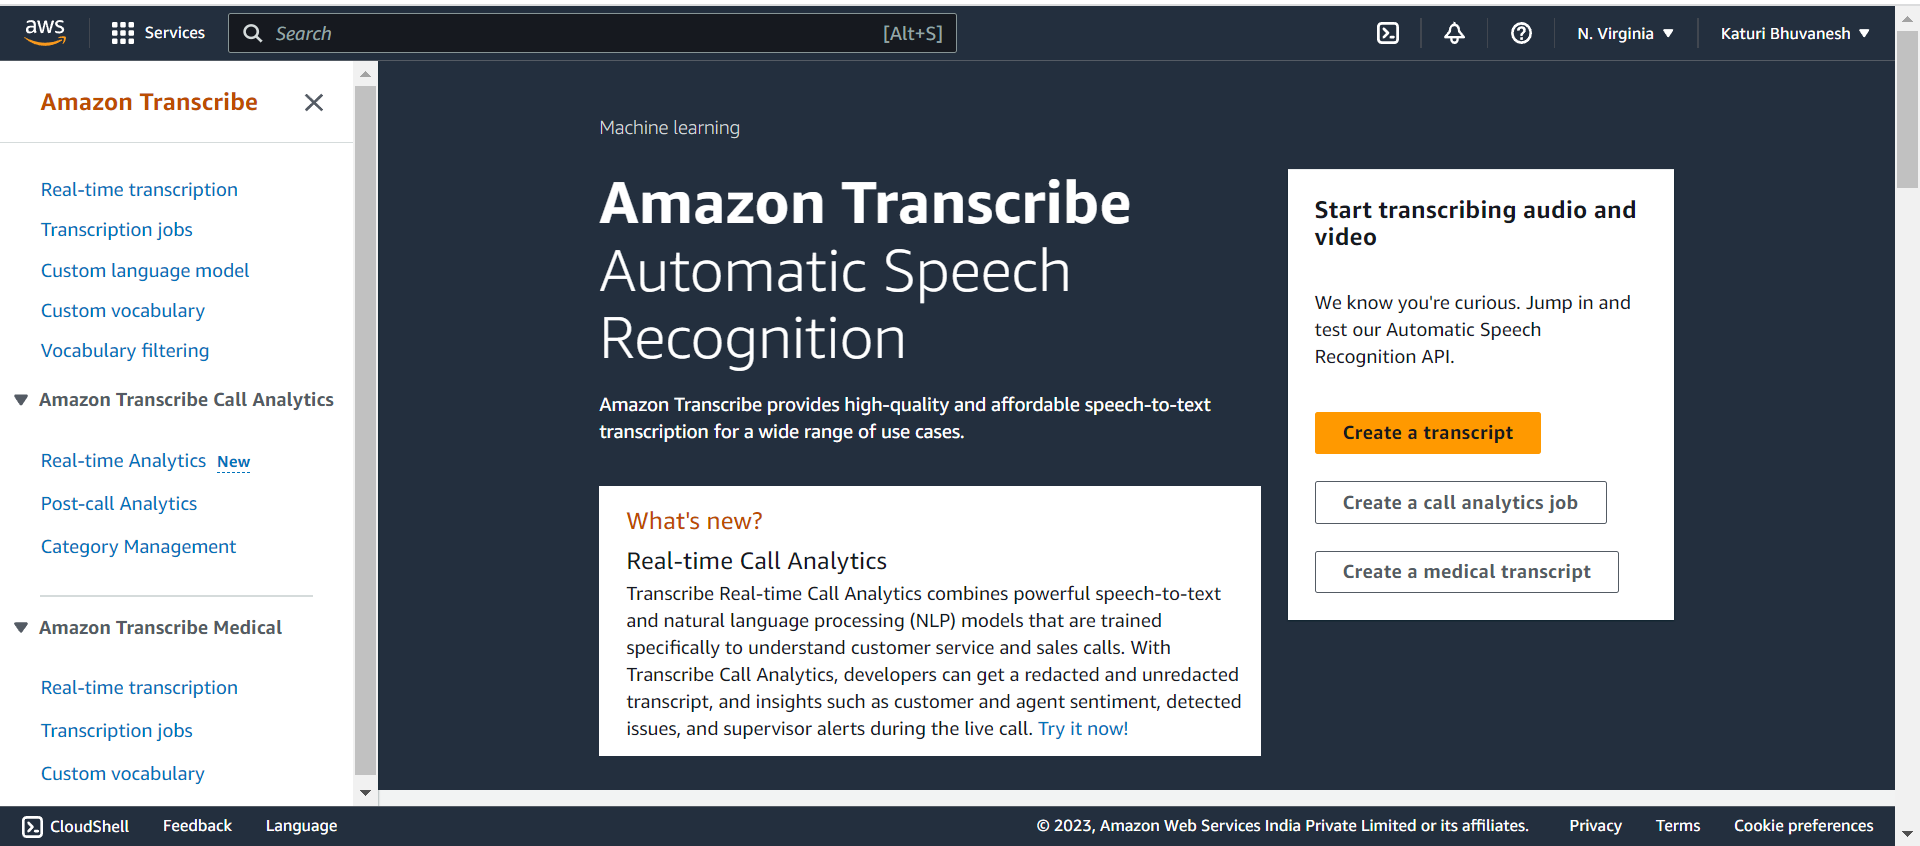 aws
Services
Search [Alt+S]
N. Virginia
Katuri Bhuvanesh
Amazon Transcribe
Real-time transcription
Transcription jobs
Custom language model
Custom vocabulary
Vocabulary filtering
Amazon Transcribe Call Analytics
Real-time Analytics New
Post-call Analytics
Category Management
Amazon Transcribe Medical
Real-time transcription
Transcription jobs
Custom vocabulary
Machine learning
Amazon Transcribe
Automatic Speech
Recognition
Amazon Transcribe provides high-quality and affordable speech-to-text
transcription for a wide range of use cases.
What's new?
Real-time Call Analytics
Transcribe Real-time Call Analytics combines powerful speech-to-text
and natural language processing (NLP) models that are trained
specifically to understand customer service and sales calls. With
Transcribe Call Analytics, developers can get a redacted and unredacted
transcript, and insights such as customer and agent sentiment, detected
issues, and supervisor alerts during the live call. Try it now!
Start transcribing audio and
video
We know you're curious. Jump in and
test our Automatic Speech
Recognition API.
Create a transcript
Create a call analytics job
Create a medical transcript
CloudShell
Feedback
Language
© 2023, Amazon Web Services India Private Limited or its affiliates.
Privacy
Terms
Cookie preferences